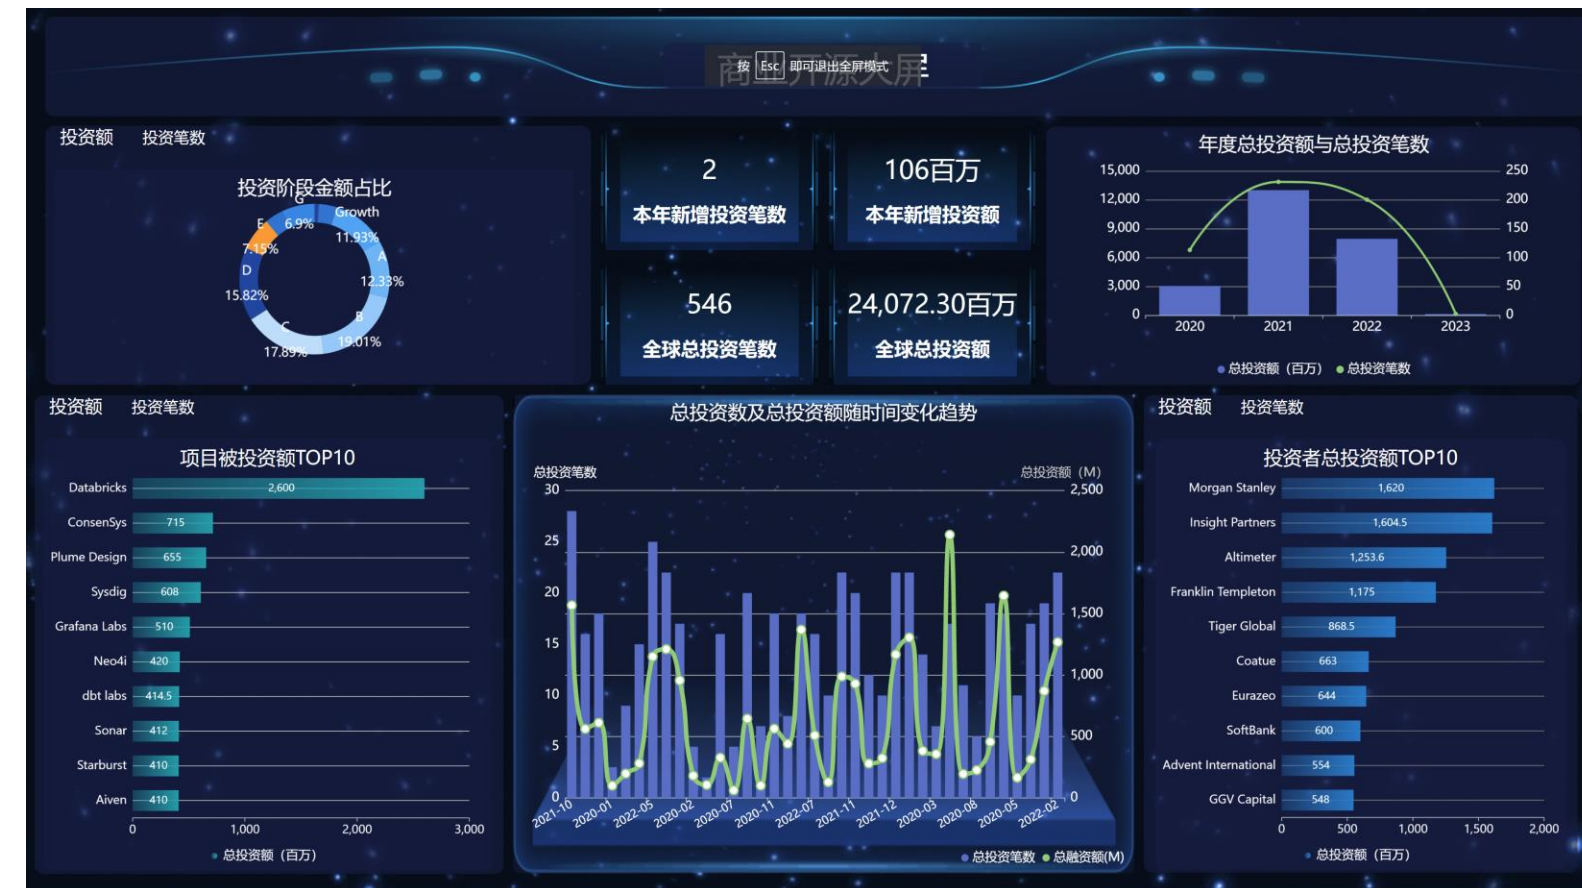 商业开源大屏
按 Esc 即可退出全屏模式
投资额 投资笔数
投资阶段金额占比
G
6.9%
Growth
11.93%
E
7.15%
A
12.33%
D
15.82%
B
19.01%
C
17.89%
2
本年新增投资笔数
106百万
本年新增投资额
546
全球总投资笔数
24,072.30百万
全球总投资额
年度总投资额与总投资笔数
15,000 250
12,000 200
9,000 150
6,000 100
3,000 50
0 0
2020 2021 2022 2023
总投资额（百万） 总投资笔数
投资额 投资笔数
项目被投资额TOP10
Databricks 2,600
ConsenSys 715
Plume Design 655
Sysdig 608
Grafana Labs 510
Neo4i 420
dbt labs 414.5
Sonar 412
Starburst 410
Aiven 410
0 1,000 2,000 3,000
总投资额（百万）
总投资数及总投资额随时间变化趋势
总投资笔数 总投资额（M）
30 2,500
25 2,000
20 1,500
15
10 1,000
5 500
0 0
2021-10 2020-01 2022-05 2020-02 2020-07 2020-11 2022-07 2021-11 2021-12 2020-03 2020-08 2020-05 2022-02
总投资笔数 总融资额(M)
投资额 投资笔数
投资者总投资额TOP10
Morgan Stanley 1,620
Insight Partners 1,604.5
Altimeter 1,253.6
Franklin Templeton 1,175
Tiger Global 868.5
Coatue 663
Eurazeo 644
SoftBank 600
Advent International 554
GGV Capital 548
0 500 1,000 1,500 2,000
总投资额（百万）